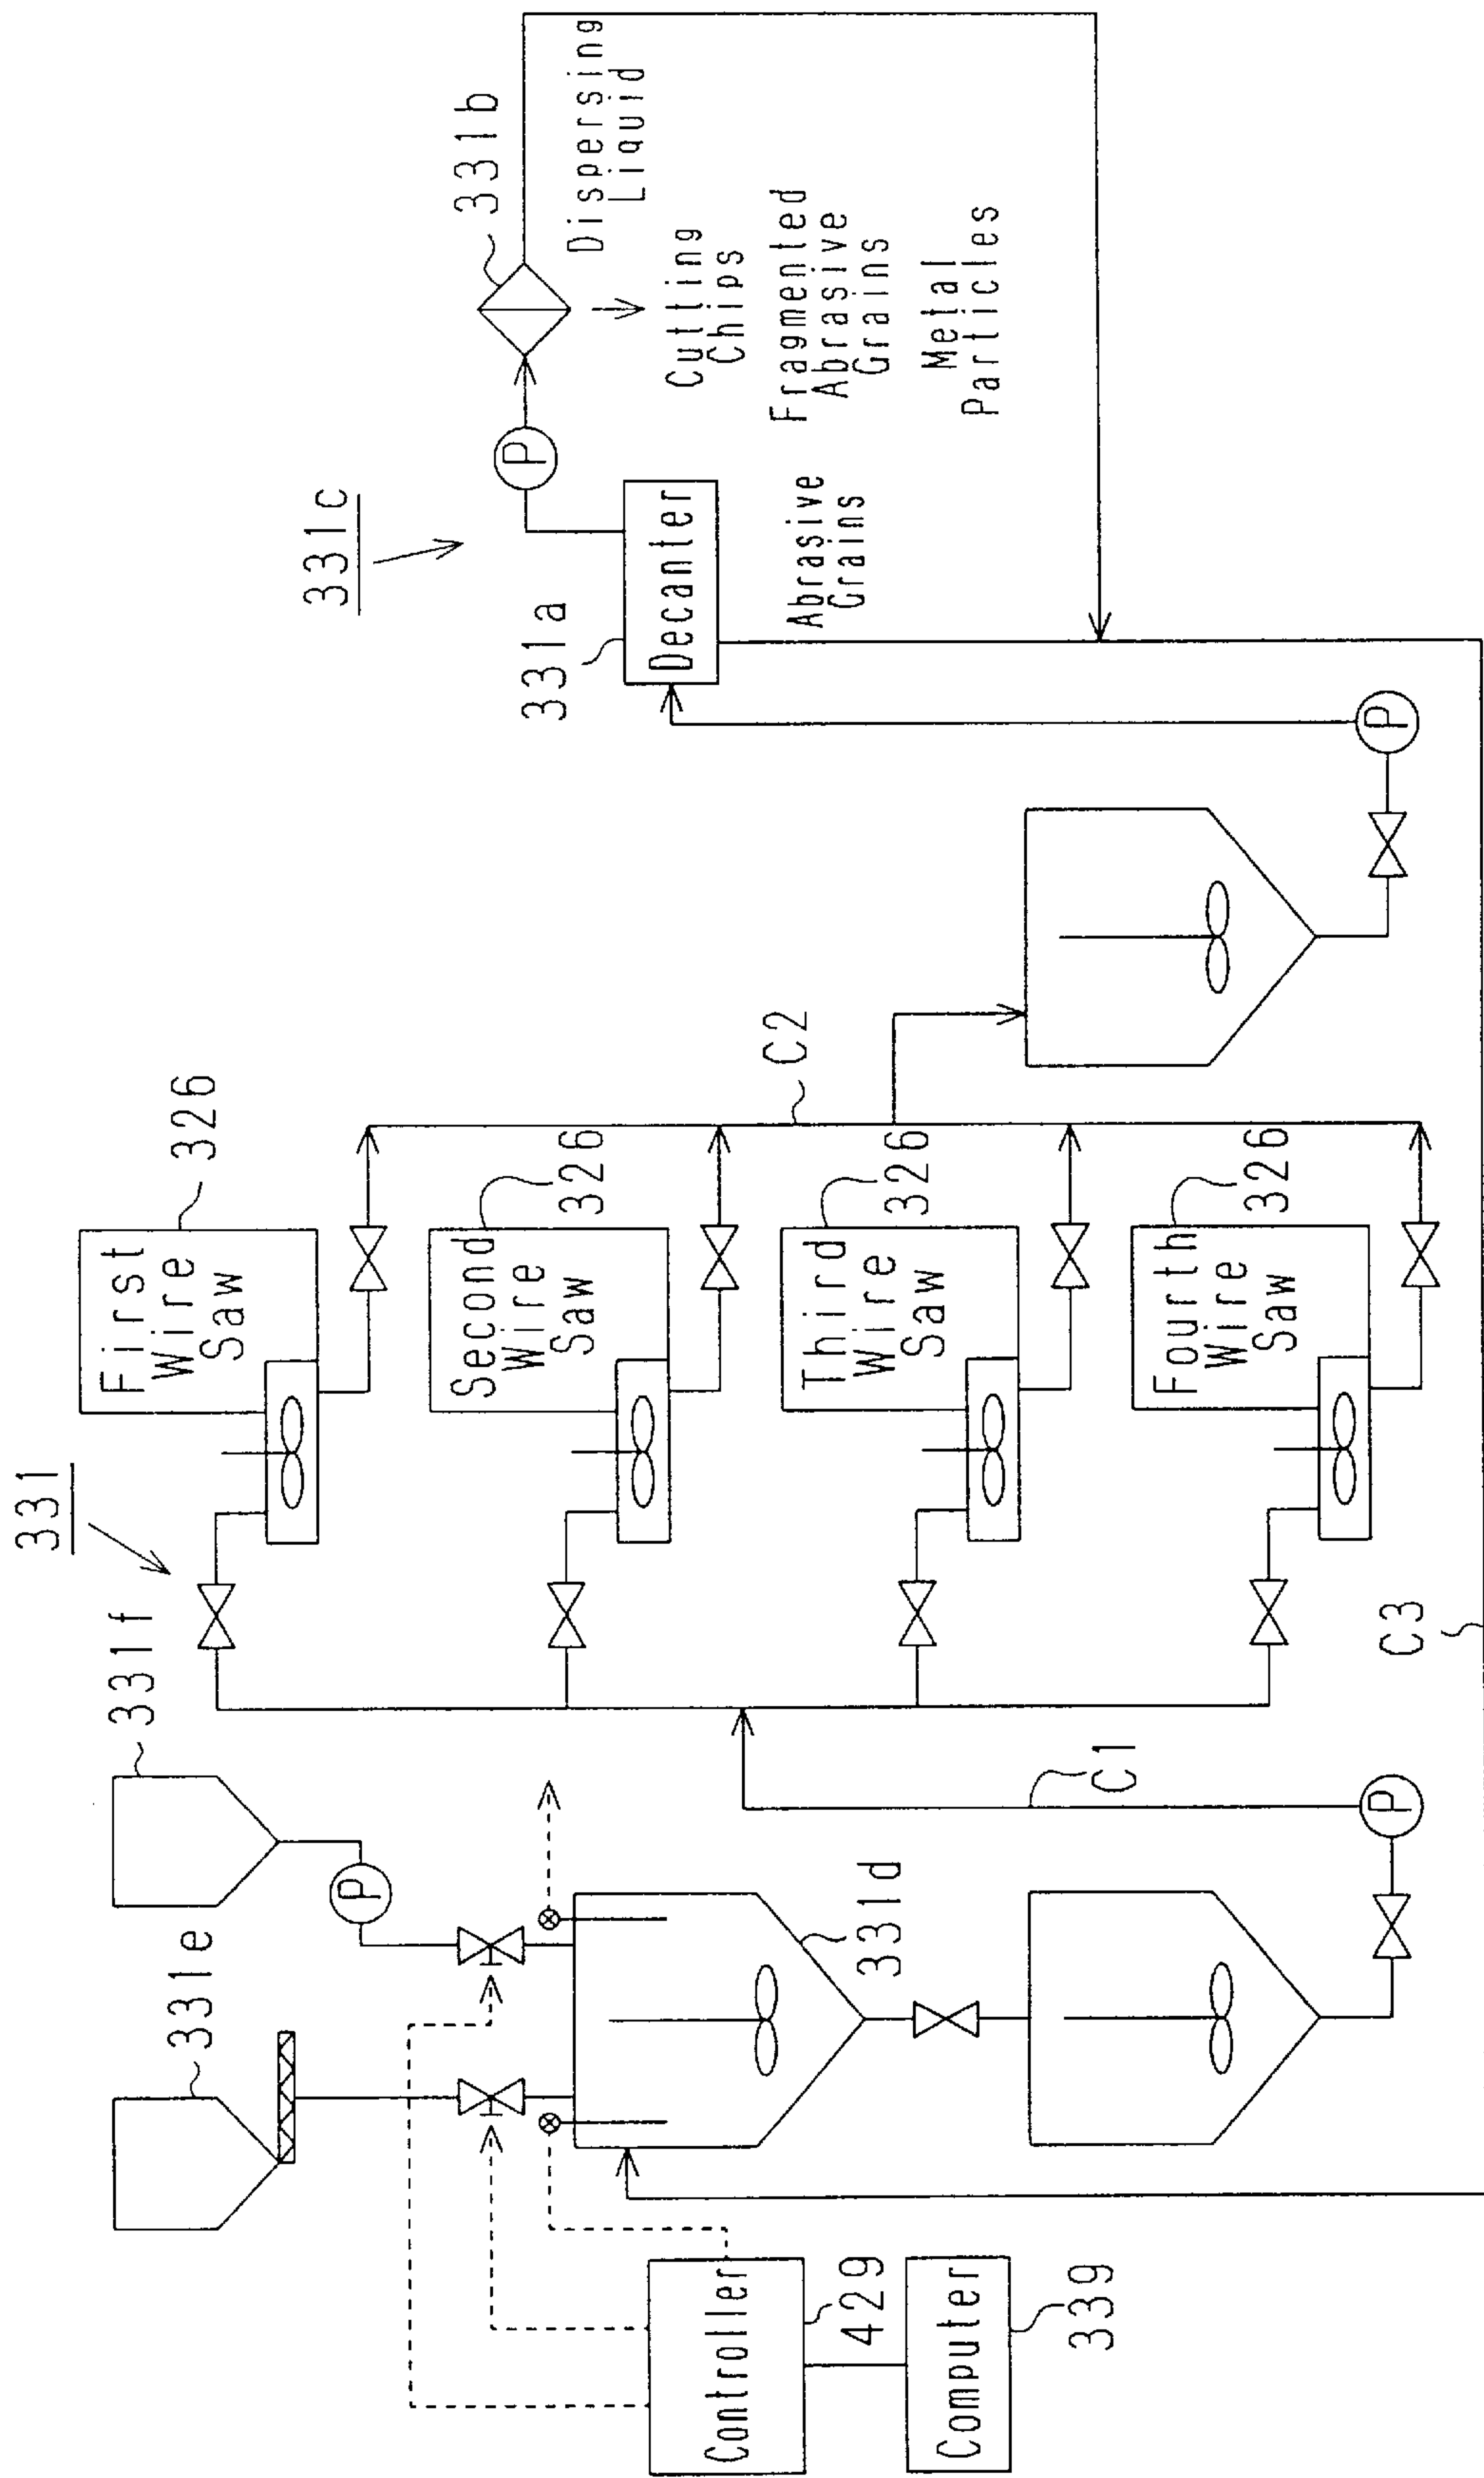 331
331e
331f
First
Wire
Saw
326
Second
Wire
Saw
326
Third
Wire
Saw
326
Fourth
Wire
Saw
326
Controller
429
Computer
339
331d
P
P
C1
C2
C3
P
331c
331a
Decanter
P
331b
Dispersing
Liquid
Cutting
Chips
Fragmented
Abrasive
Grains
Metal
Particles
Abrasive
Grains